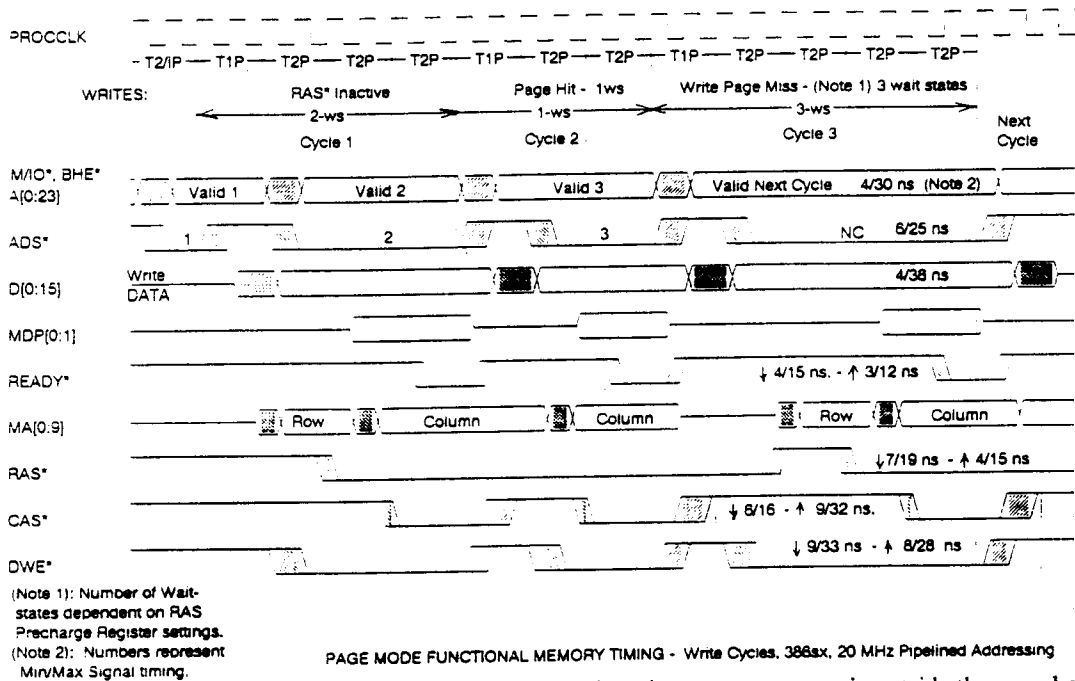 PROCCLK
T2/IP T1P T2P T2P T2P T1P T2P T2P T1P T2P T2P T2P T2P
WRITES: RAS* Inactive Page Hit - 1ws Write Page Miss - (Note 1) 3 wait states
2-ws 1-ws 3-ws Next
Cycle 1 Cycle 2 Cycle 3 Cycle
M/IO*, BHE*
A[0:23] Valid 1 Valid 2 Valid 3 Valid Next Cycle 4/30 ns (Note 2)
ADS* 1 2 3 NC 6/25 ns
D[0:15] Write DATA 4/38 ns
MDP[0:1]
READY* ↓ 4/15 ns. - ↑ 3/12 ns
MA[0:9] Row Column Column Row Column
RAS* ↓7/19 ns - ↑ 4/15 ns
CAS* ↓ 6/16 - ↑ 9/32 ns.
DWE* ↓ 9/33 ns - ↑ 8/28 ns
(Note 1): Number of Wait-
states dependent on RAS
Precharge Register settings.
(Note 2): Numbers represent
Min/Max Signal timing.
PAGE MODE FUNCTIONAL MEMORY TIMING - Write Cycles, 386sx, 20 MHz Pipelined Addressing